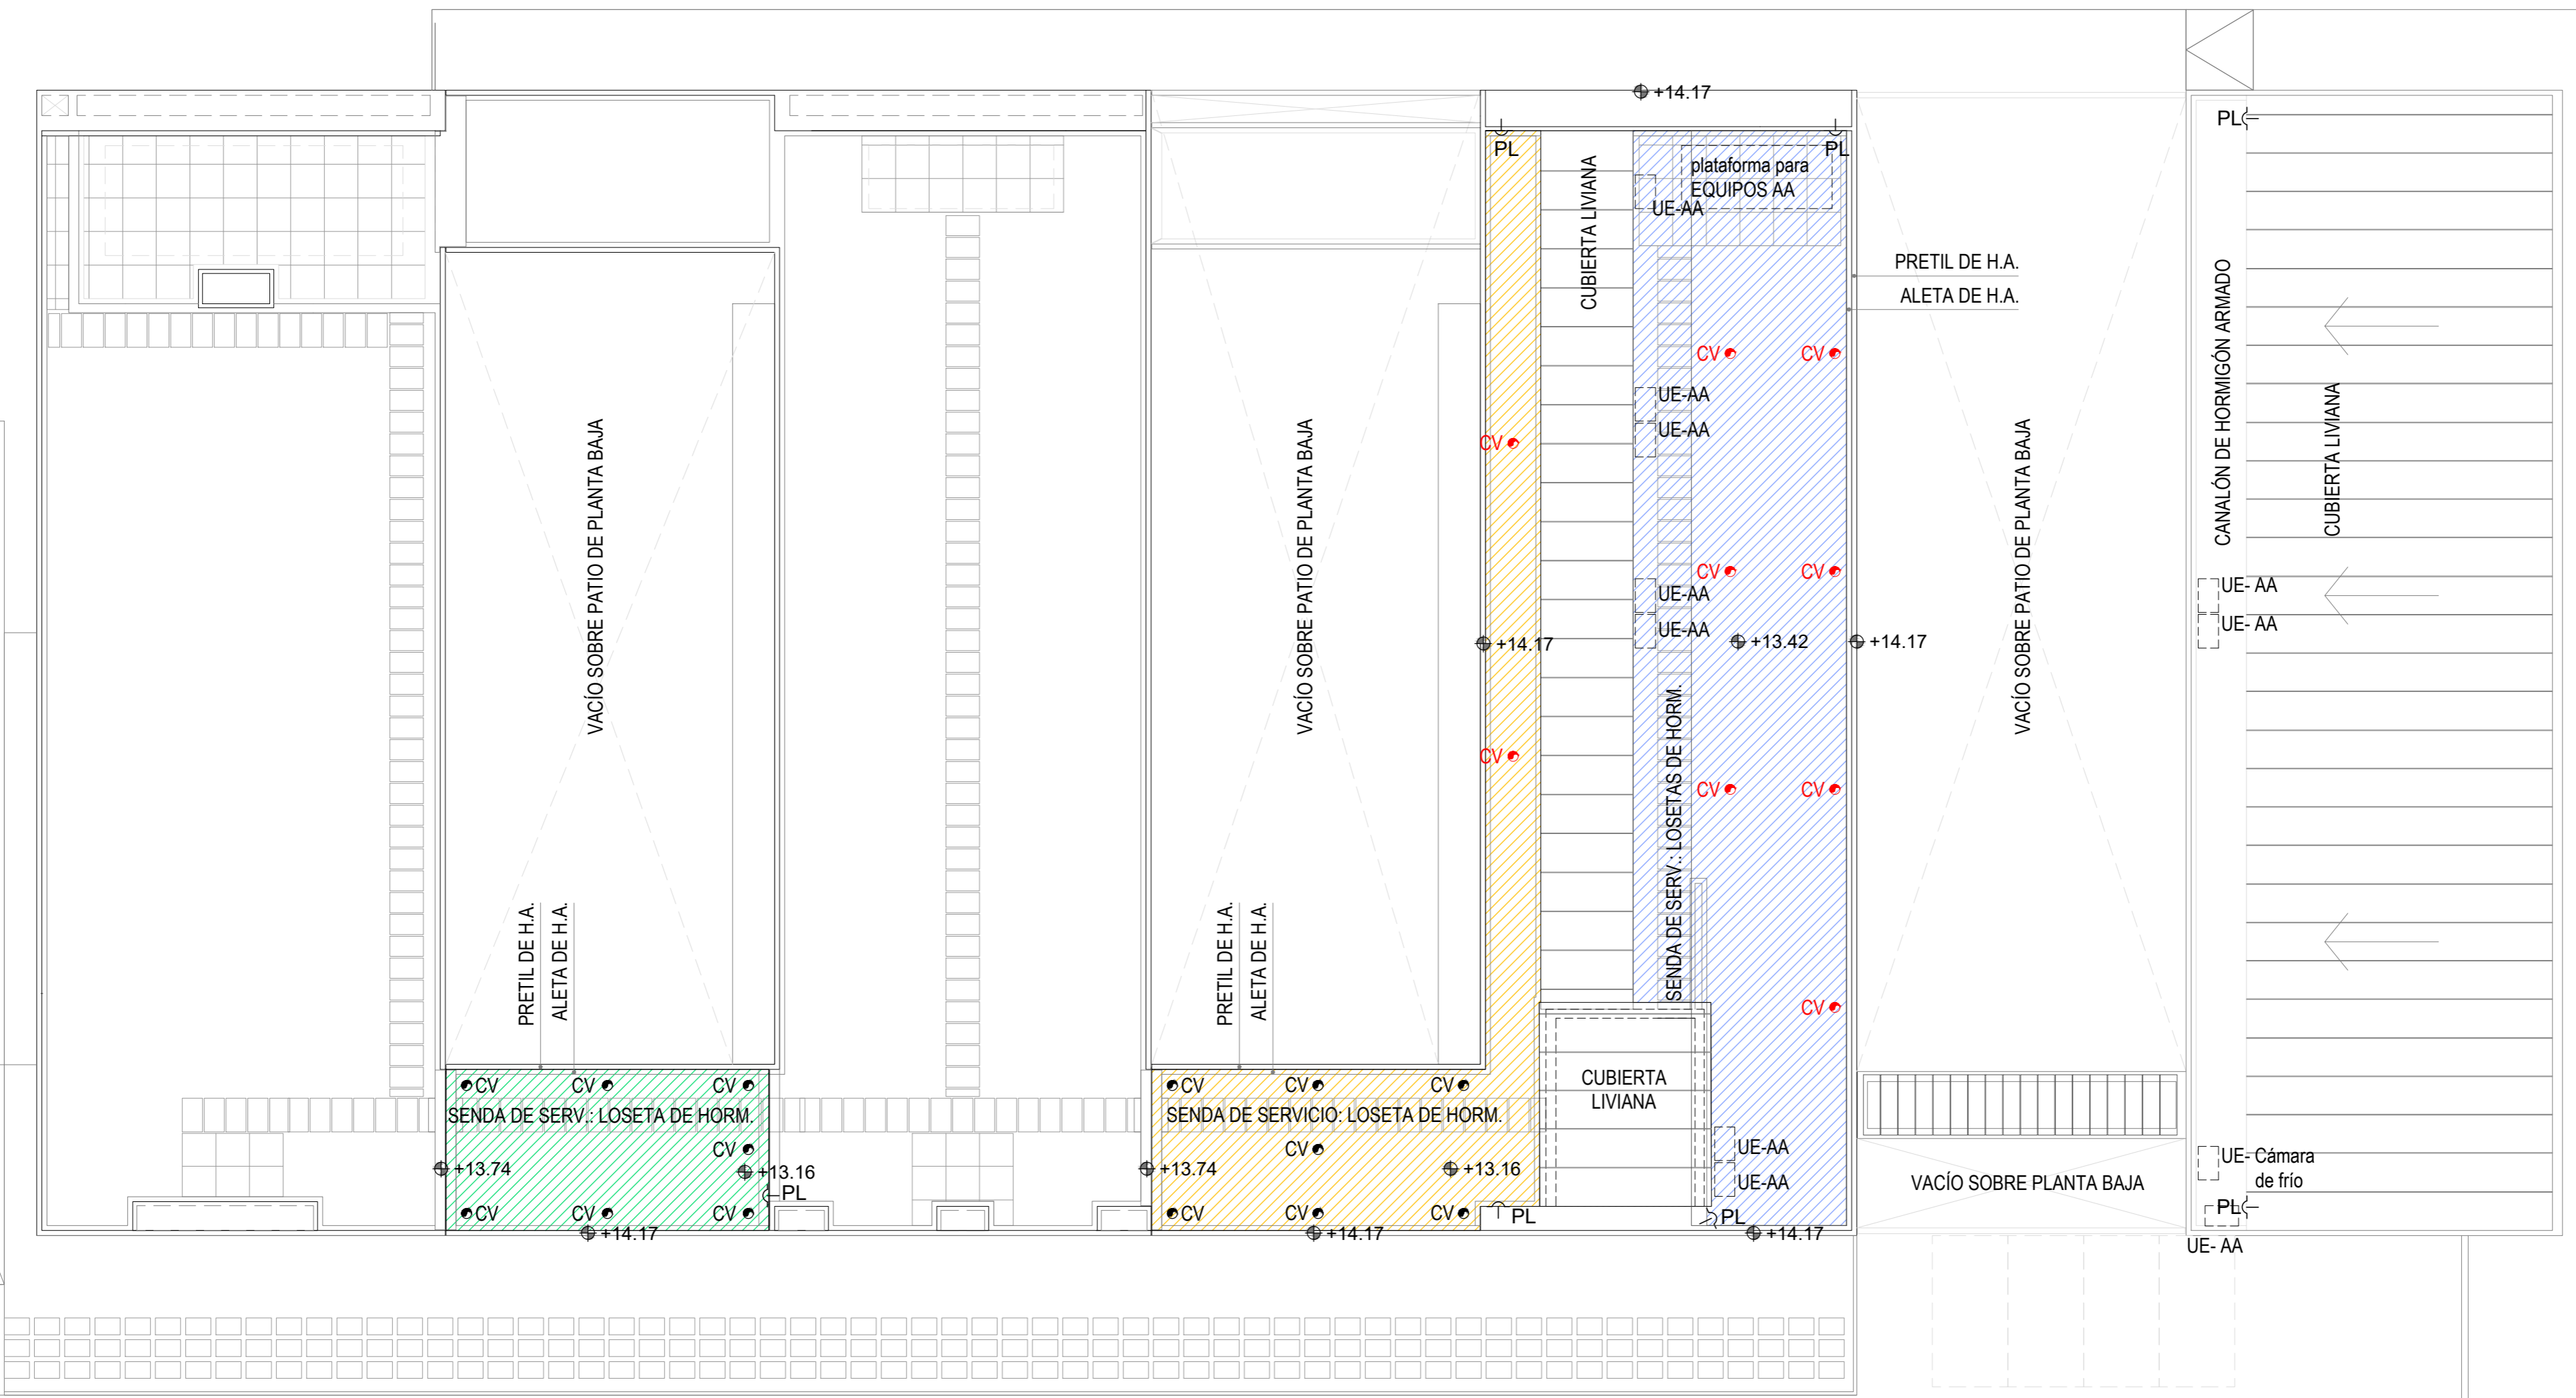 +14.17
PL
PL
PL
plataforma para
EQUIPOS AA
UE-AA
CUBIERTA LIVIANA
PRETIL DE H.A.
ALETA DE H.A.
CANALÓN DE HORMIGÓN ARMADO
CUBIERTA LIVIANA
CV
CV
UE-AA
UE-AA
CV
VACÍO SOBRE PATIO DE PLANTA BAJA
VACÍO SOBRE PATIO DE PLANTA BAJA
VACÍO SOBRE PATIO DE PLANTA BAJA
CV
CV
UE-AA
UE-AA
UE- AA
UE- AA
+14.17
+13.42
+14.17
CV
CV
CV
SENDA DE SERV.: LOSETAS DE HORM.
PRETIL DE H.A.
ALETA DE H.A.
PRETIL DE H.A.
ALETA DE H.A.
CV
CUBIERTA
LIVIANA
CV
CV
CV
CV
CV
CV
SENDA DE SERV.: LOSETA DE HORM.
SENDA DE SERVICIO: LOSETA DE HORM.
CV
CV
UE-AA
UE-AA
+13.74
+13.16
+13.74
+13.16
PL
VACÍO SOBRE PLANTA BAJA
UE- Cámara
de frío
CV
CV
CV
CV
CV
CV
PL
PL
PL
+14.17
+14.17
+14.17
UE- AA